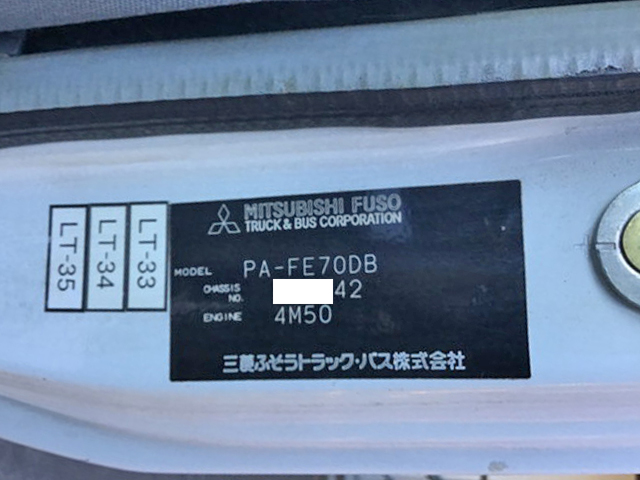 MITSUBISHI FUSO
TRUCK & BUS CORPORATION
LT-35
LT-34
LT-33
MODEL PA-FE70DB
CHASSIS NO. 42
ENGINE 4M50
三菱ふそうトラック・バス株式会社